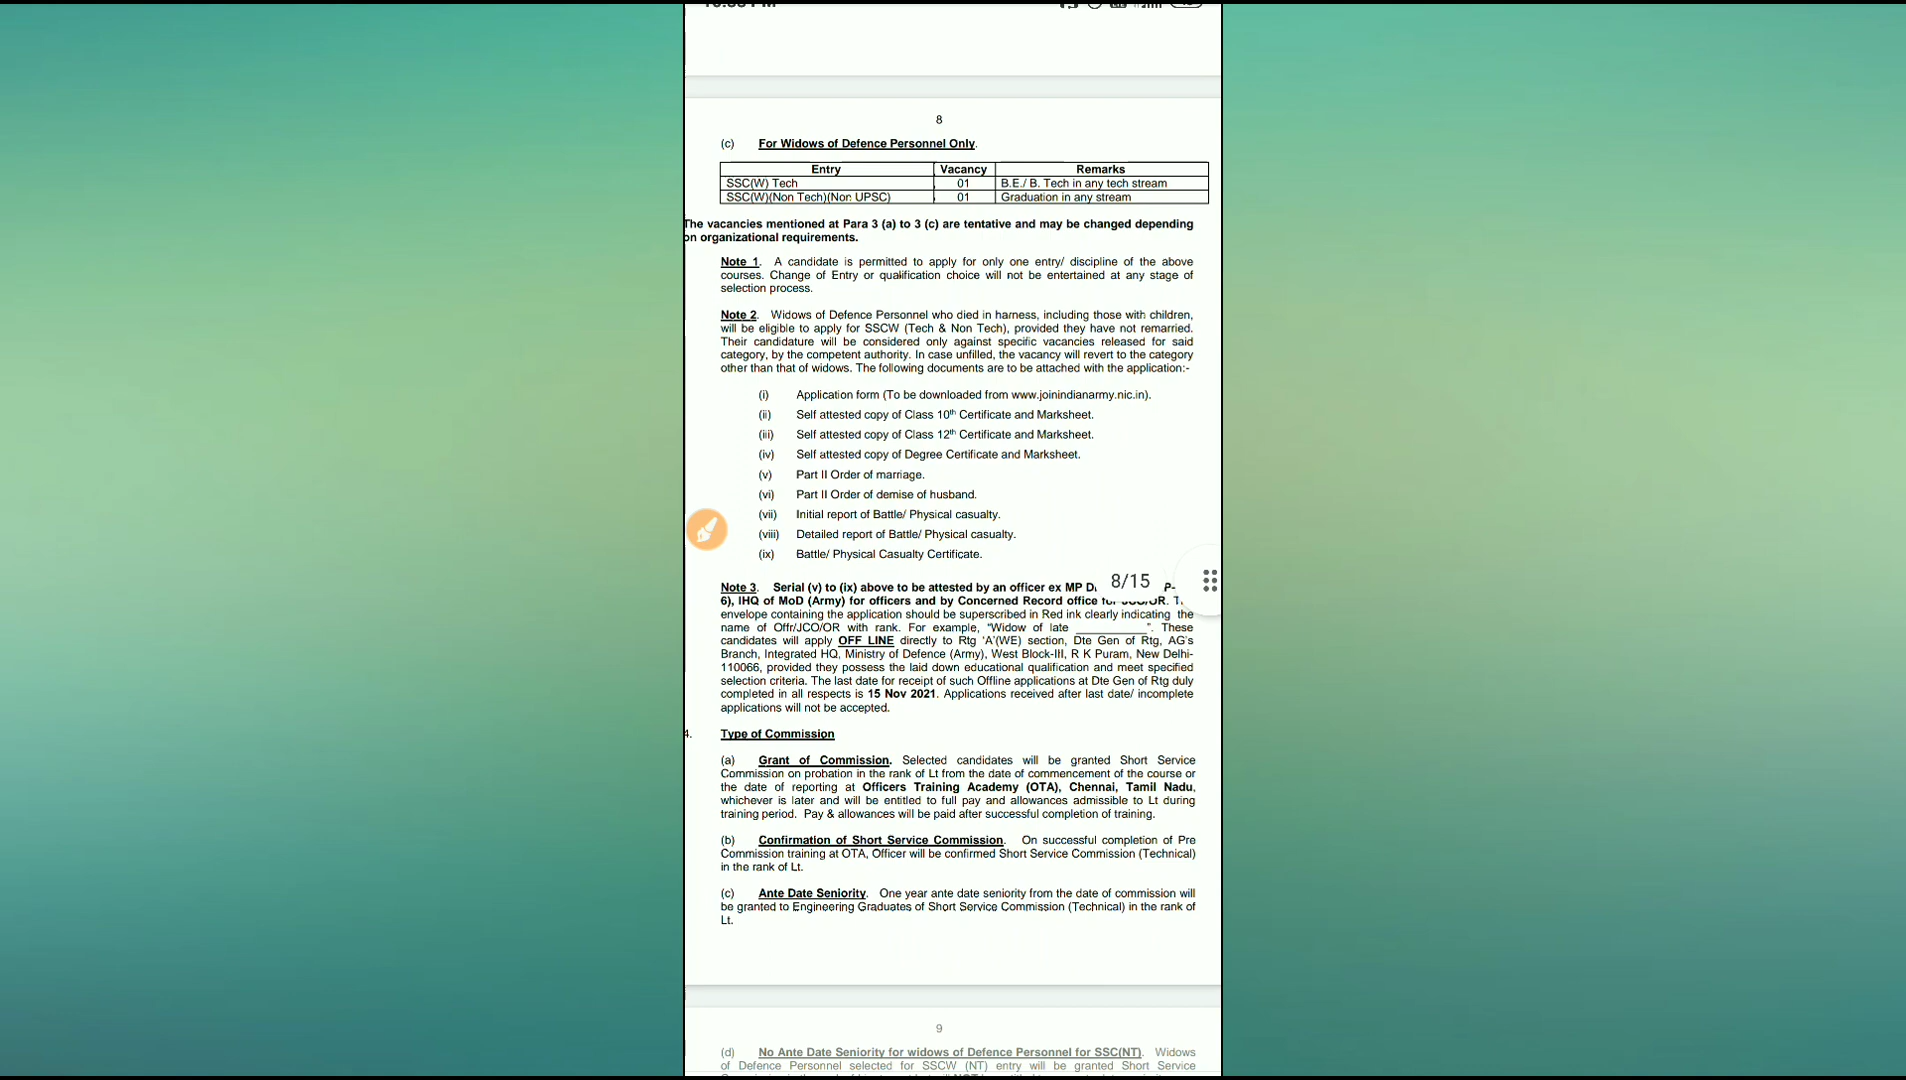 8
(c) For Widows of Defence Personnel Only.
Entry Vacancy Remarks
SSC(W) Tech 01 B.E./ B. Tech in any tech stream
SSC(W)(Non Tech)(Non UPSC) 01 Graduation in any stream
The vacancies mentioned at Para 3 (a) to 3 (c) are tentative and may be changed depending
on organizational requirements.
Note 1. A candidate is permitted to apply for only one entry/ discipline of the above
courses. Change of Entry or qualification choice will not be entertained at any stage of
selection process.
Note 2. Widows of Defence Personnel who died in harness, including those with children,
will be eligible to apply for SSCW (Tech & Non Tech), provided they have not remarried.
Their candidature will be considered only against specific vacancies released for said
category, by the competent authority. In case unfilled, the vacancy will revert to the category
other than that of widows. The following documents are to be attached with the application:-
(i) Application form (To be downloaded from www.joinindianarmy.nic.in).
(ii) Self attested copy of Class 10th Certificate and Marksheet.
(iii) Self attested copy of Class 12th Certificate and Marksheet.
(iv) Self attested copy of Degree Certificate and Marksheet.
(v) Part II Order of marriage.
(vi) Part II Order of demise of husband.
(vii) Initial report of Battle/ Physical casualty.
(viii) Detailed report of Battle/ Physical casualty.
(ix) Battle/ Physical Casualty Certificate.
8/15
Note 3. Serial (v) to (ix) above to be attested by an officer ex MP
6), IHQ of MoD (Army) for officers and by Concerned Record office
envelope containing the application should be superscribed in Red ink clearly indicating the
name of Offr/JCO/OR with rank. For example, "Widow of late ___________". These
candidates will apply OFF LINE directly to Rtg 'A'(WE) section, Dte Gen of Rtg, AG's
Branch, Integrated HQ, Ministry of Defence (Army), West Block-III, R K Puram, New Delhi-
110066, provided they possess the laid down educational qualification and meet specified
selection criteria. The last date for receipt of such Offline applications at Dte Gen of Rtg duly
completed in all respects is 15 Nov 2021. Applications received after last date/ incomplete
applications will not be accepted.
4. Type of Commission
(a) Grant of Commission. Selected candidates will be granted Short Service
Commission on probation in the rank of Lt from the date of commencement of the course or
the date of reporting at Officers Training Academy (OTA), Chennai, Tamil Nadu,
whichever is later and will be entitled to full pay and allowances admissible to Lt during
training period. Pay & allowances will be paid after successful completion of training.
(b) Confirmation of Short Service Commission. On successful completion of Pre
Commission training at OTA, Officer will be confirmed Short Service Commission (Technical)
in the rank of Lt.
(c) Ante Date Seniority. One year ante date seniority from the date of commission will
be granted to Engineering Graduates of Short Service Commission (Technical) in the rank of
Lt.
9
(d) No Ante Date Seniority for widows of Defence Personnel for SSC(NT). Widows
of Defence Personnel selected for SSCW (NT) entry will be granted Short Service